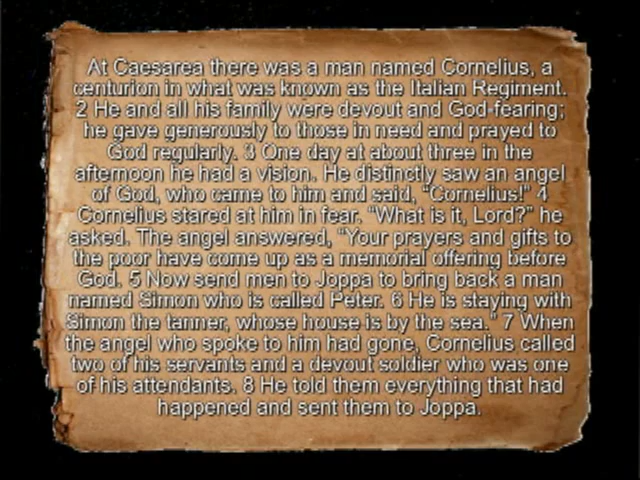 At Caesarea there was a man named Cornelius, a
centurion in what was known as the Italian Regiment.
2 He and all his family were devout and God-fearing;
he gave generously to those in need and prayed to
God regularly. 3 One day at about three in the
afternoon he had a vision. He distinctly saw an angel
of God, who came to him and said, “Cornelius!” 4
Cornelius stared at him in fear. “What is it, Lord?” he
asked. The angel answered, “Your prayers and gifts to
the poor have come up as a memorial offering before
God. 5 Now send men to Joppa to bring back a man
named Simon who is called Peter. 6 He is staying with
Simon the tanner, whose house is by the sea.” 7 When
the angel who spoke to him had gone, Cornelius called
two of his servants and a devout soldier who was one
of his attendants. 8 He told them everything that had
happened and sent them to Joppa.